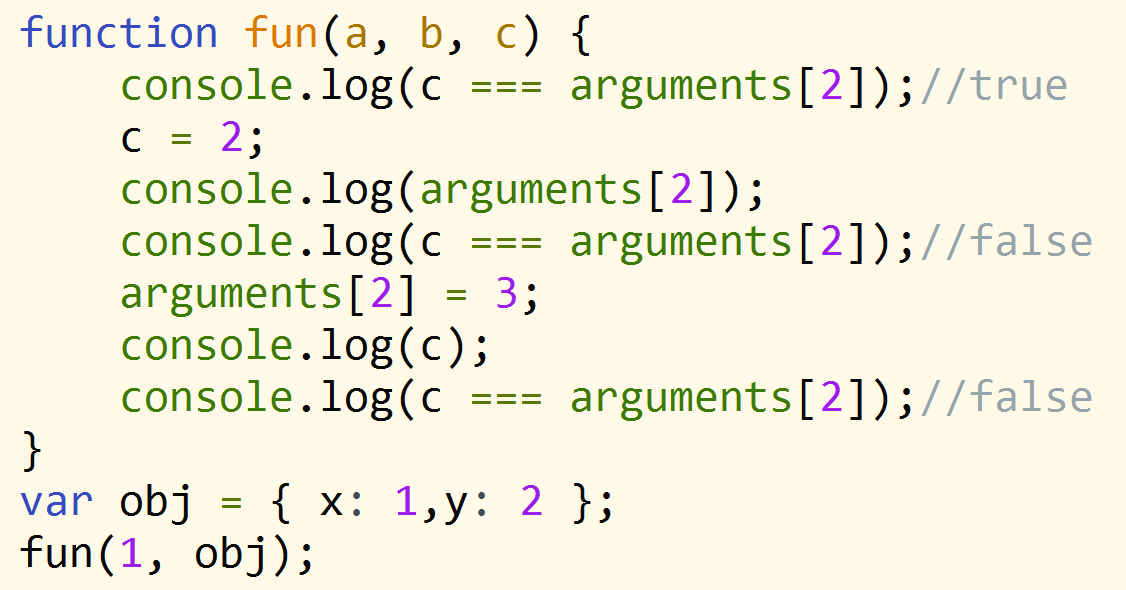 function fun(a, b, c) {
    console.log(c === arguments[2]);//true
    c = 2;
    console.log(arguments[2]);
    console.log(c === arguments[2]);//false
    arguments[2] = 3;
    console.log(c);
    console.log(c === arguments[2]);//false
}
var obj = { x: 1,y: 2 };
fun(1, obj);